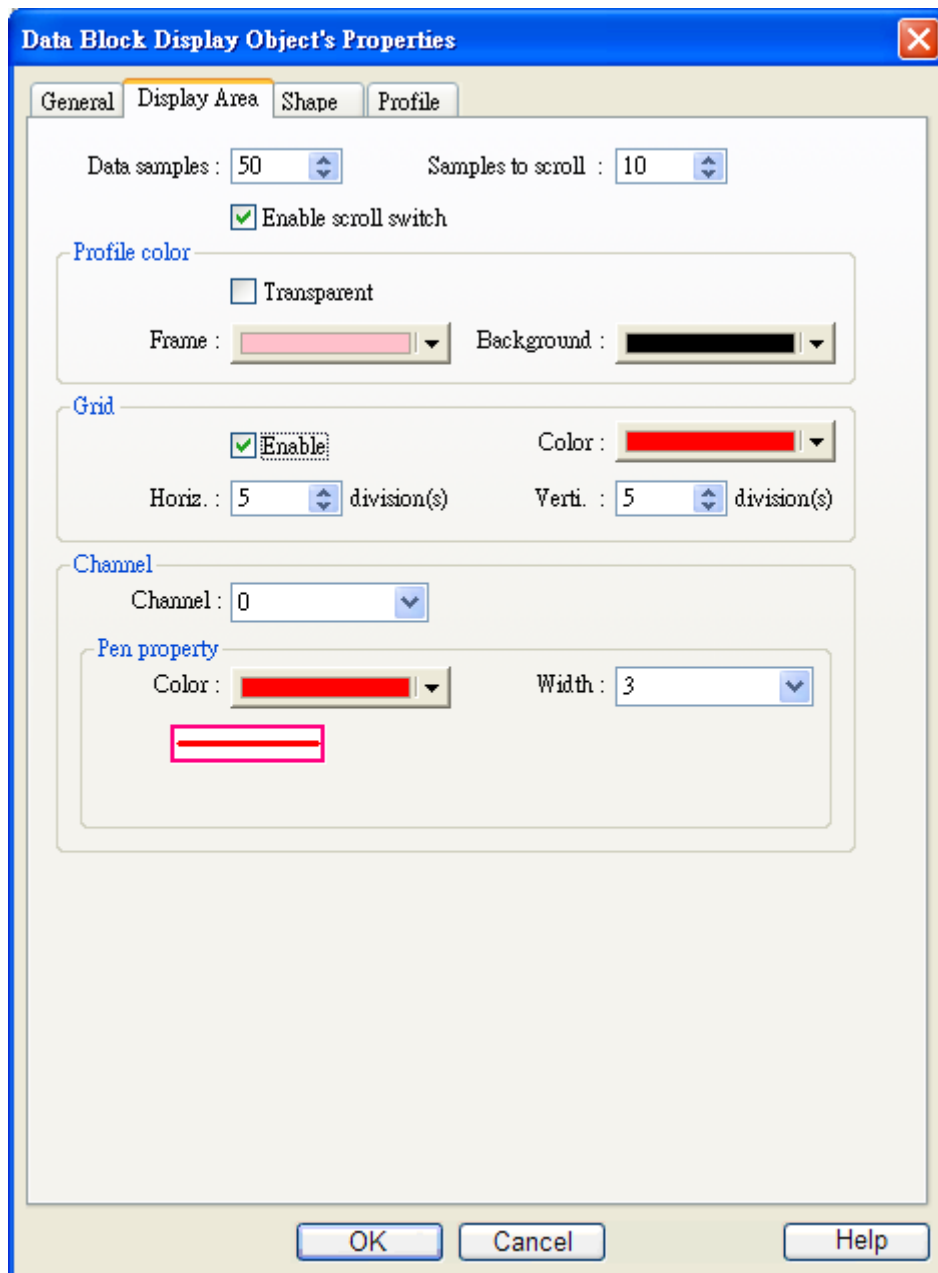 Data Block Display Object's Properties
General Display Area Shape Profile
Data samples : 50 Samples to scroll : 10
Enable scroll switch
Profile color
Transparent
Frame : Background :
Grid
Enable Color :
Horiz. : 5 division(s) Verti. : 5 division(s)
Channel
Channel : 0
Pen property
Color : Width : 3
OK Cancel Help